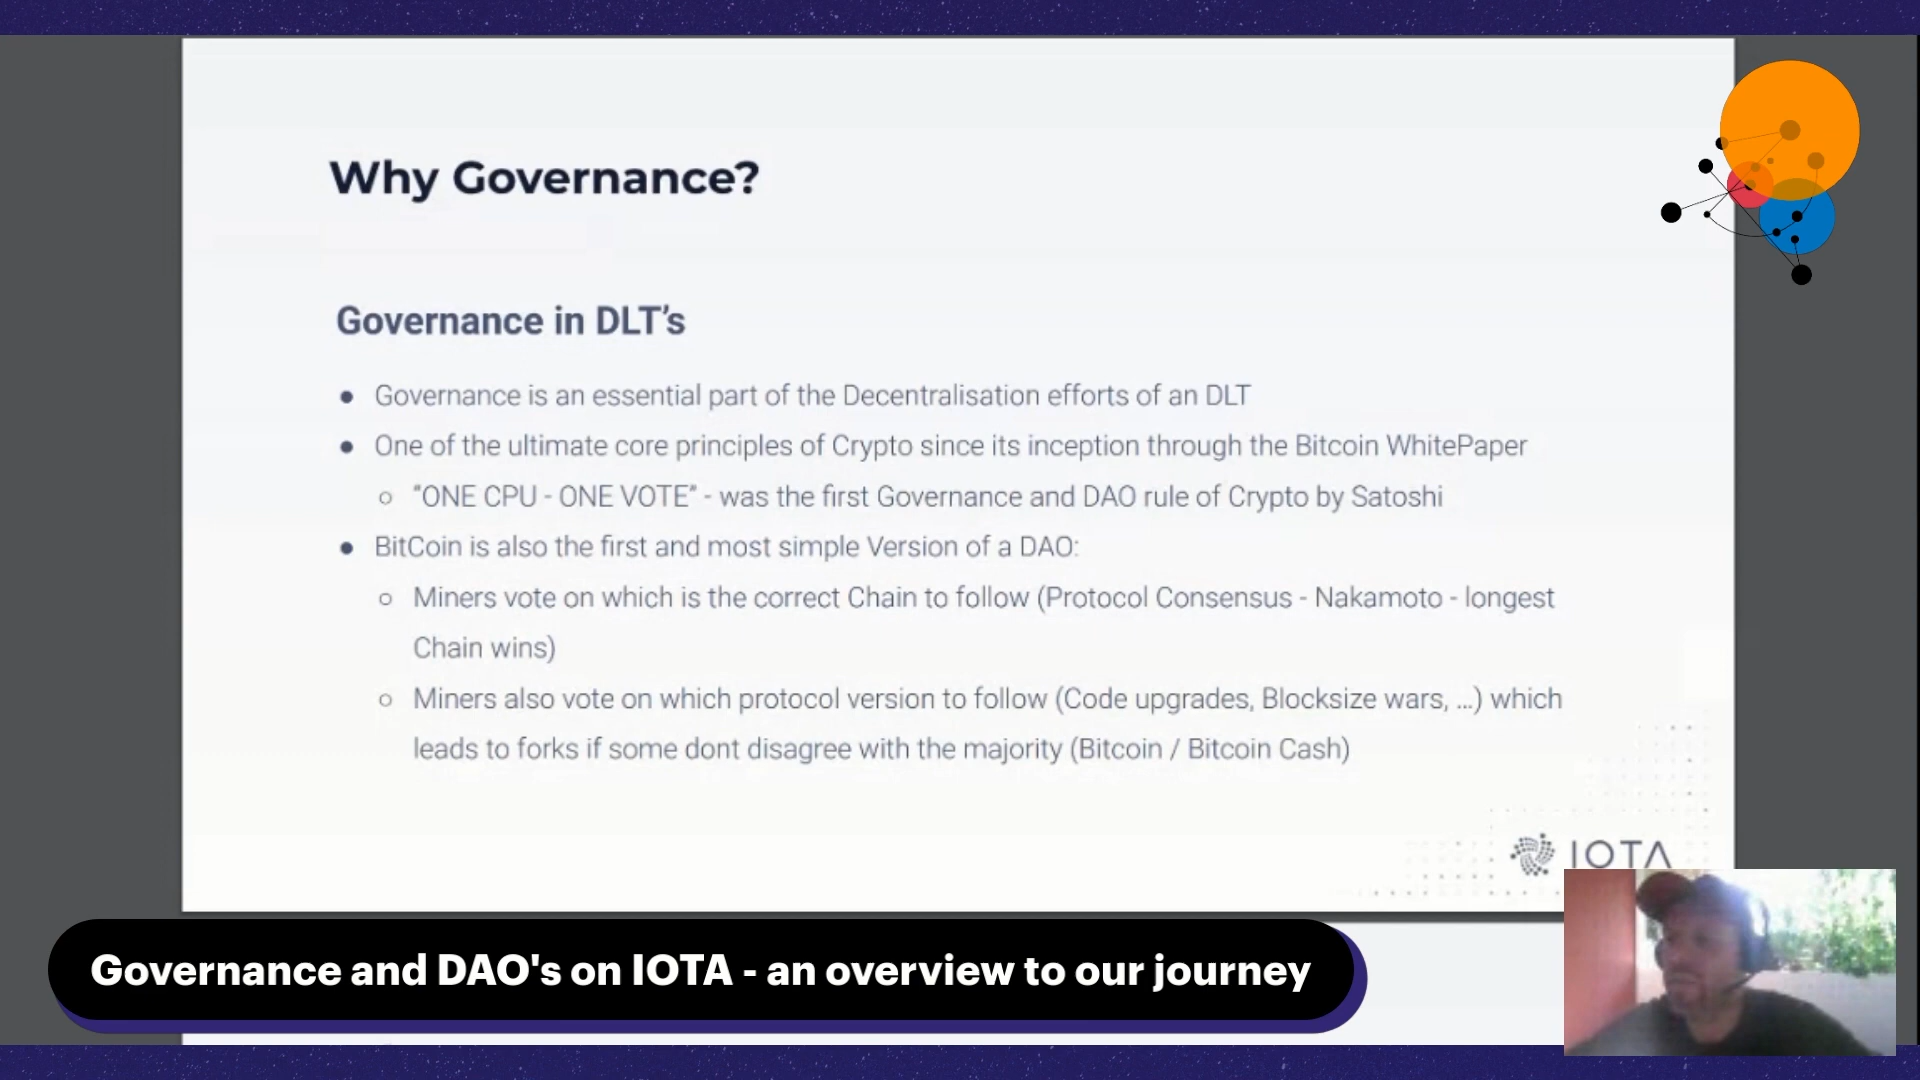 Why Governance?
Governance in DLT’s
● Governance is an essential part of the Decentralisation efforts of an DLT
● One of the ultimate core principles of Crypto since its inception through the Bitcoin WhitePaper
○ “ONE CPU - ONE VOTE” - was the first Governance and DAO rule of Crypto by Satoshi
● BitCoin is also the first and most simple Version of a DAO:
○ Miners vote on which is the correct Chain to follow (Protocol Consensus - Nakamoto - longest
Chain wins)
○ Miners also vote on which protocol version to follow (Code upgrades, Blocksize wars, ...) which
leads to forks if some dont disagree with the majority (Bitcoin / Bitcoin Cash)
IOTA
Governance and DAO's on IOTA - an overview to our journey